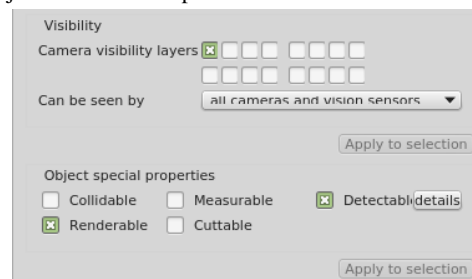 Visibility
Camera visibility layers
Can be seen by all cameras and vision sensors
Apply to selection
Object special properties
Collidable Measurable Detectable details
Renderable Cuttable
Apply to selection